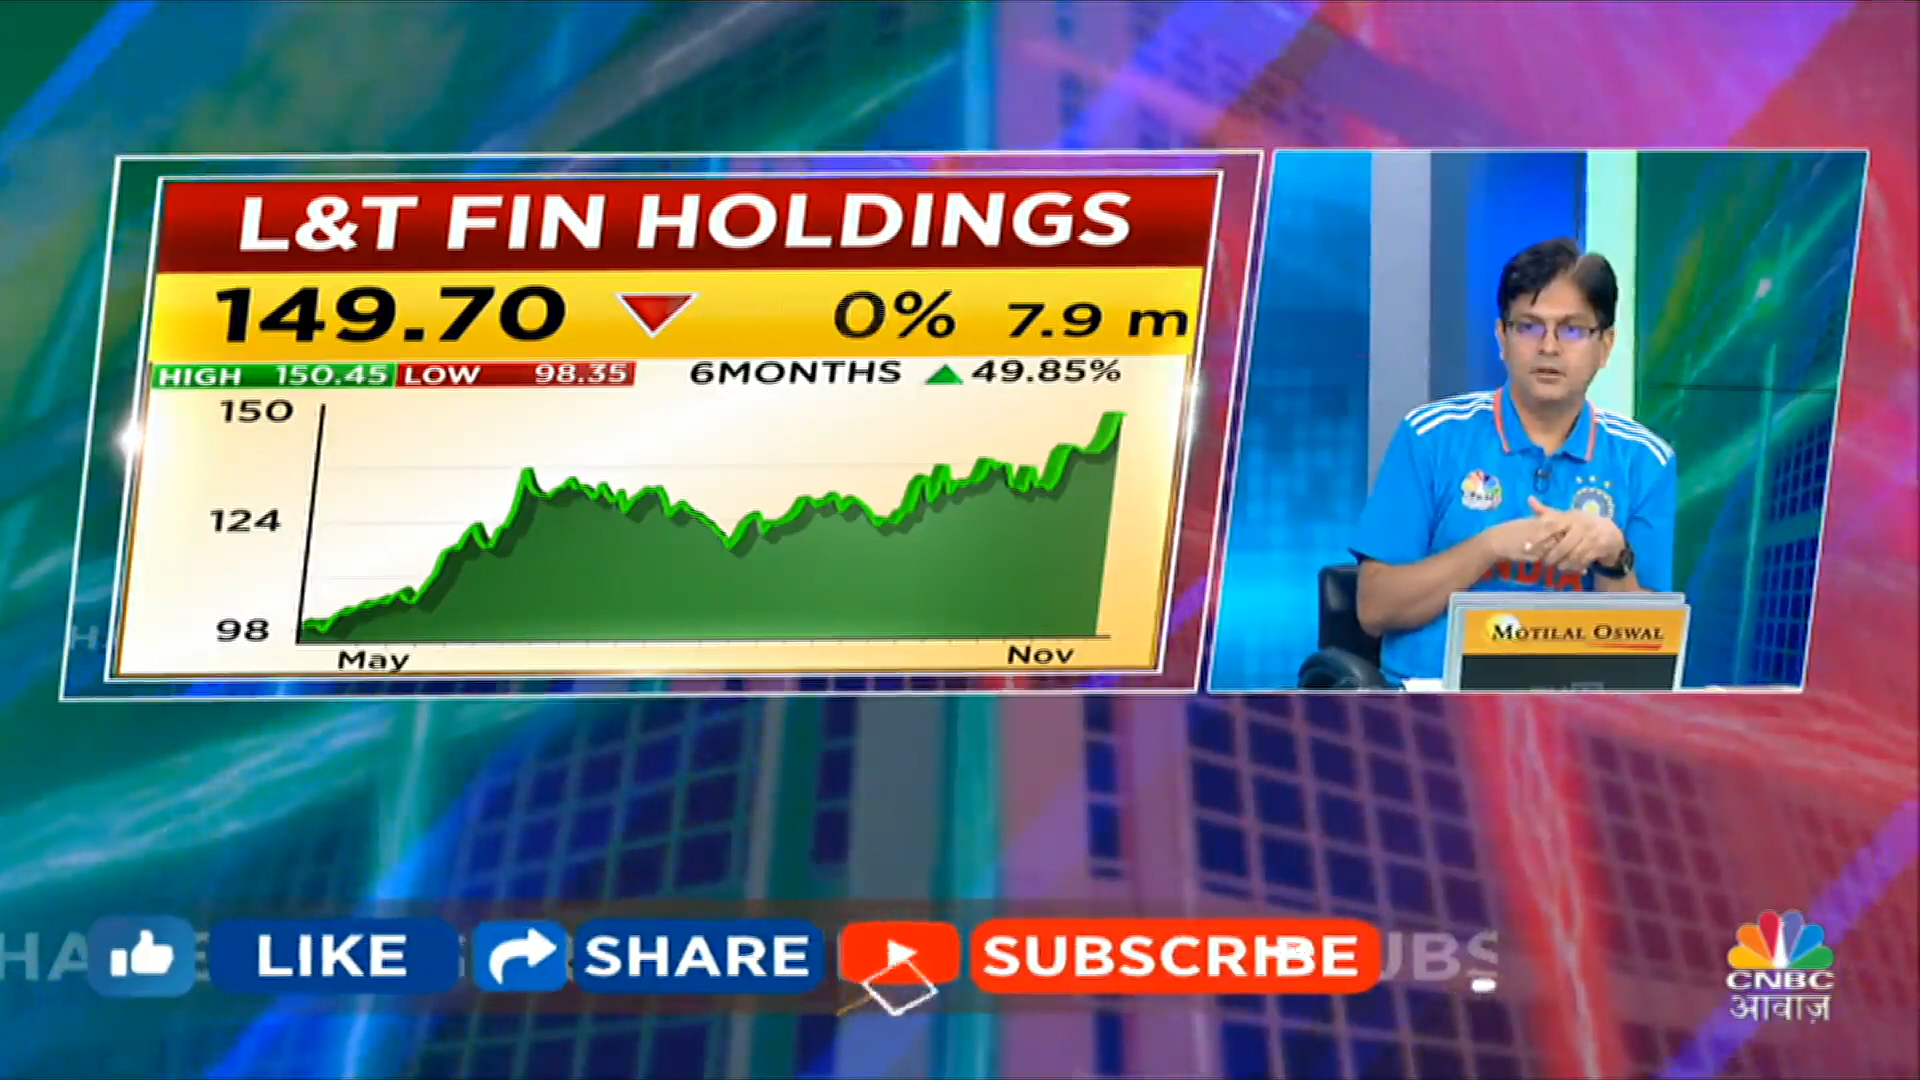 L&T FIN HOLDINGS
149.70 0% 7.9 m
HIGH 150.45 LOW 98.35 6MONTHS 49.85%
150
124
98
May Nov
INDIA
MOTILAL OSWAL
LIKE SHARE SUBSCRIBE
CNBC
आवाज़